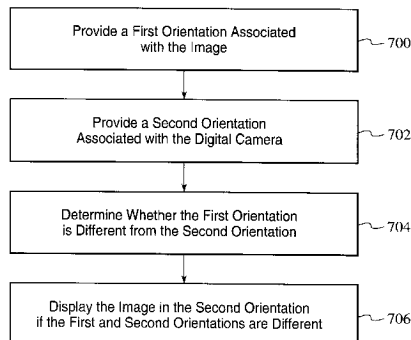 Provide a First Orientation Associated
with the Image
700
Provide a Second Orientation
Associated with the Digital Camera
702
Determine Whether the First Orientation
is Different from the Second Orientation
704
Display the Image in the Second Orientation
if the First and Second Orientations are Different
706